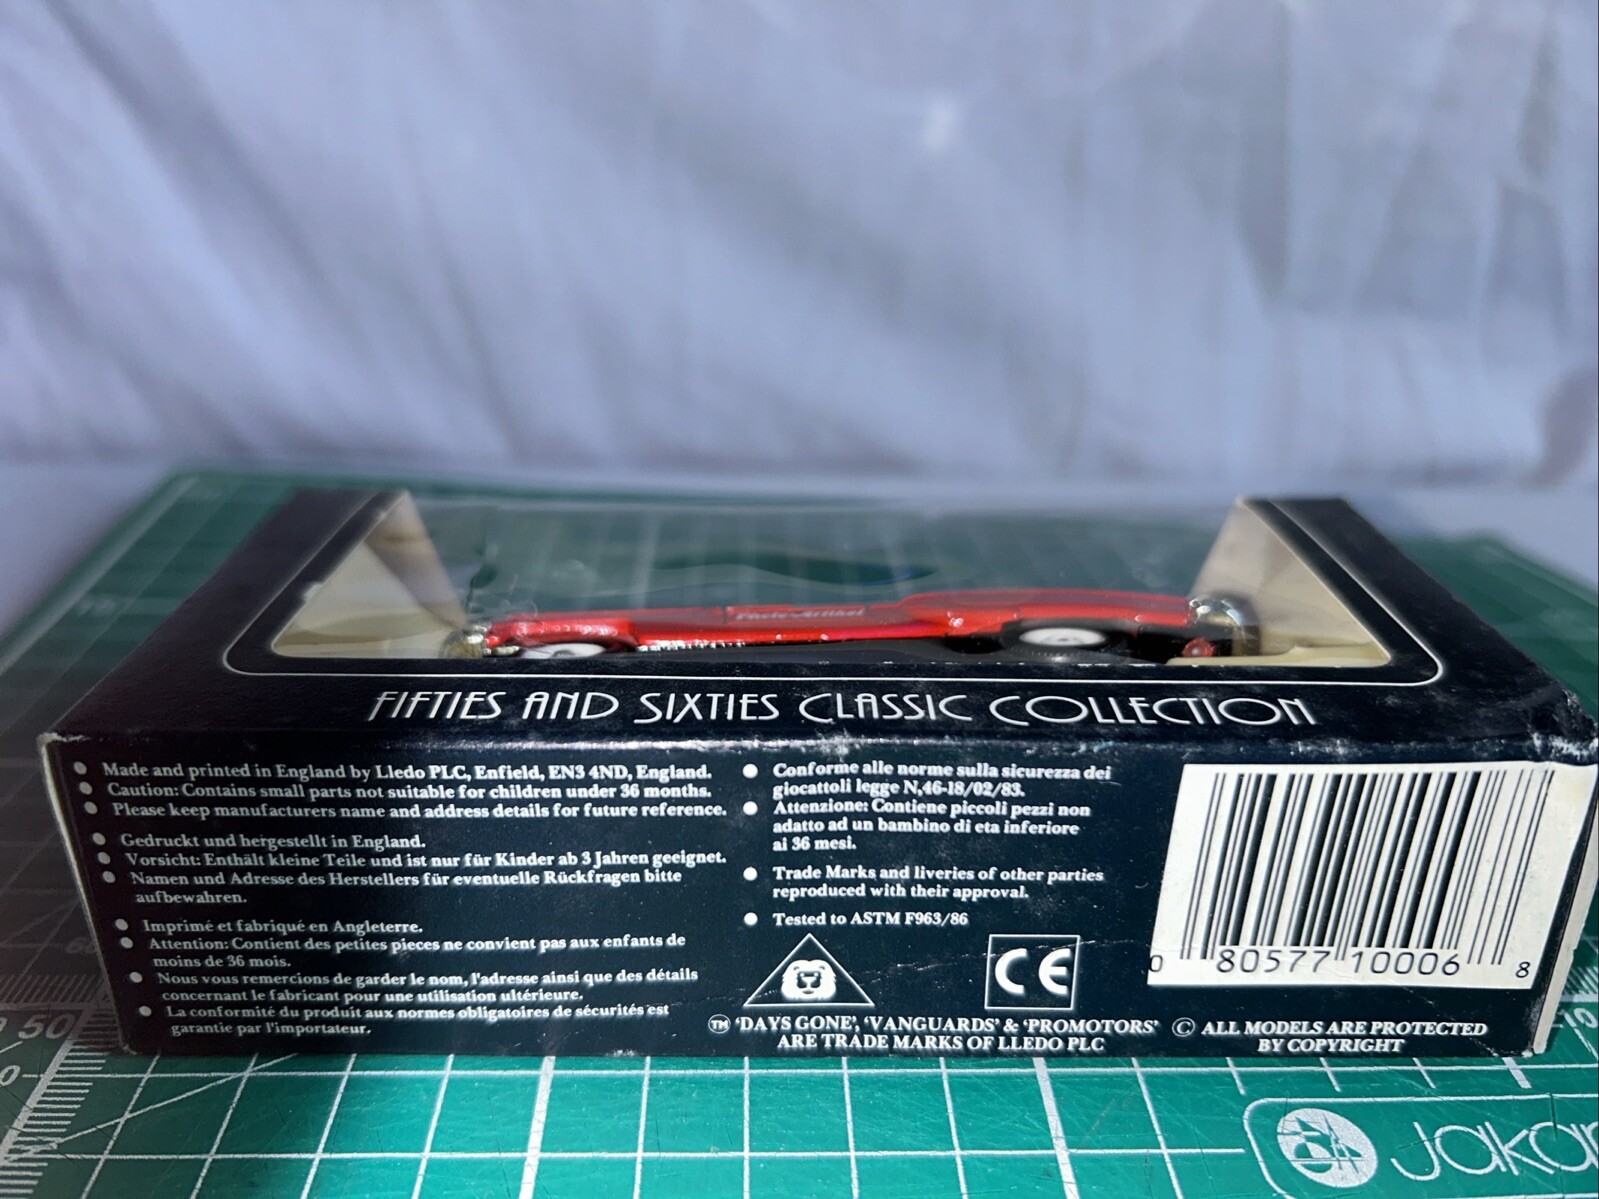 FIFTIES AND SIXTIES CLASSIC COLLECTION
● Made and printed in England by Lledo PLC, Enfield, EN3 4ND, England.
● Caution: Contains small parts not suitable for children under 36 months.
● Please keep manufacturers name and address details for future reference.
● Gedruckt und hergestellt in England.
● Vorsicht: Enthält kleine Teile und ist nur für Kinder ab 3 Jahren geeignet.
● Namen und Adresse des Herstellers für eventuelle Rückfragen bitte
aufbewahren.
● Imprimé et fabriqué en Angleterre.
● Attention: Contient des petites pieces ne convient pas aux enfants de
moins de 36 mois.
● Nous vous remercions de garder le nom, l'adresse ainsi que des détails
concernant le fabricant pour une utilisation ultérieure.
● La conformité du produit aux normes obligatoires de sécurités est
garantie par l'importateur.
● Conforme alle norme sulla sicurezza dei
giocattoli legge N,46-18/02/83.
● Attenzione: Contiene piccoli pezzi non
adatto ad un bambino di eta inferiore
ai 36 mesi.
● Trade Marks and liveries of other parties
reproduced with their approval.
● Tested to ASTM F963/86
CE
™ 'DAYS GONE', 'VANGUARDS' & 'PROMOTORS'
ARE TRADE MARKS OF LLEDO PLC
© ALL MODELS ARE PROTECTED
BY COPYRIGHT
0 80577 10006 8
50
10